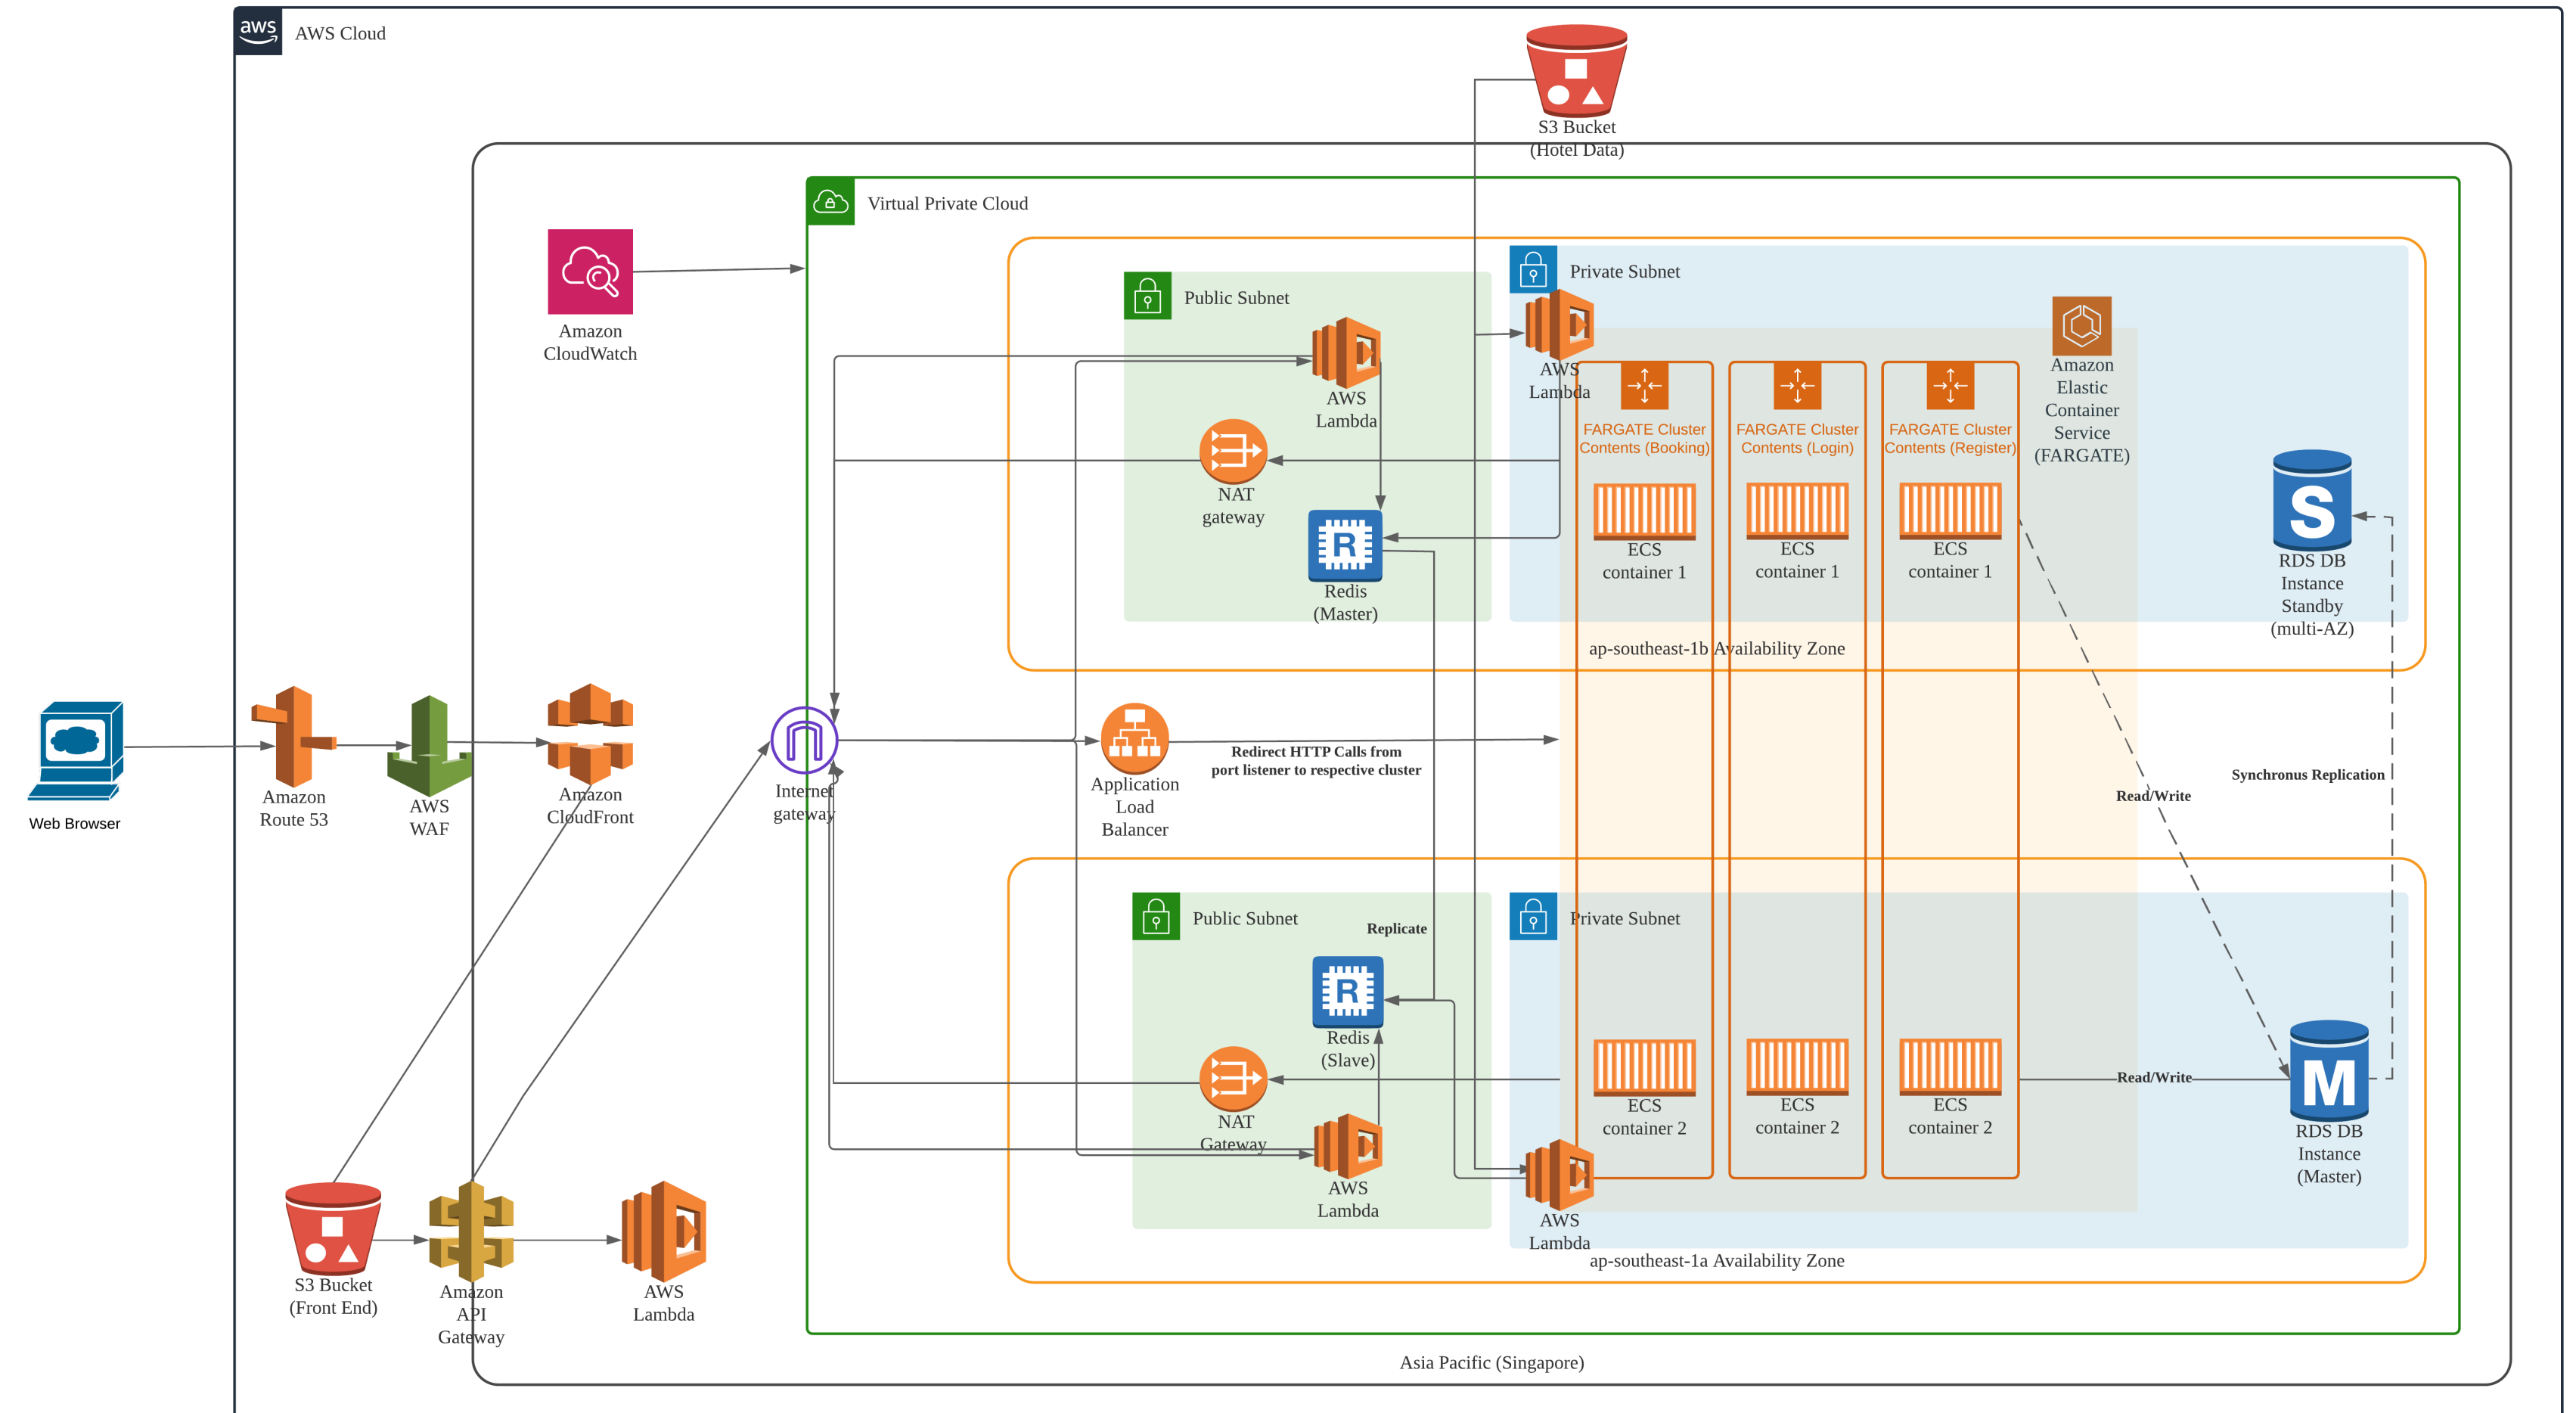 aws
AWS Cloud
S3 Bucket
(Hotel Data)
Virtual Private Cloud
Amazon
CloudWatch
Public Subnet
AWS
Lambda
NAT
gateway
R
Redis
(Master)
Private Subnet
AWS
Lambda
FARGATE Cluster
Contents (Booking)
FARGATE Cluster
Contents (Login)
FARGATE Cluster
Contents (Register)
Amazon
Elastic
Container
Service
(FARGATE)
ECS
container 1
ECS
container 1
ECS
container 1
S
RDS DB
Instance
Standby
(multi-AZ)
ap-southeast-1b Availability Zone
Web Browser
Amazon
Route 53
AWS
WAF
Amazon
CloudFront
Internet
gateway
Application
Load
Balancer
Redirect HTTP Calls from
port listener to respective cluster
Read/Write
Synchronus Replication
Public Subnet
Replicate
R
Redis
(Slave)
NAT
Gateway
AWS
Lambda
Private Subnet
AWS
Lambda
ECS
container 2
ECS
container 2
ECS
container 2
Read/Write
M
RDS DB
Instance
(Master)
ap-southeast-1a Availability Zone
S3 Bucket
(Front End)
Amazon
API
Gateway
AWS
Lambda
Asia Pacific (Singapore)